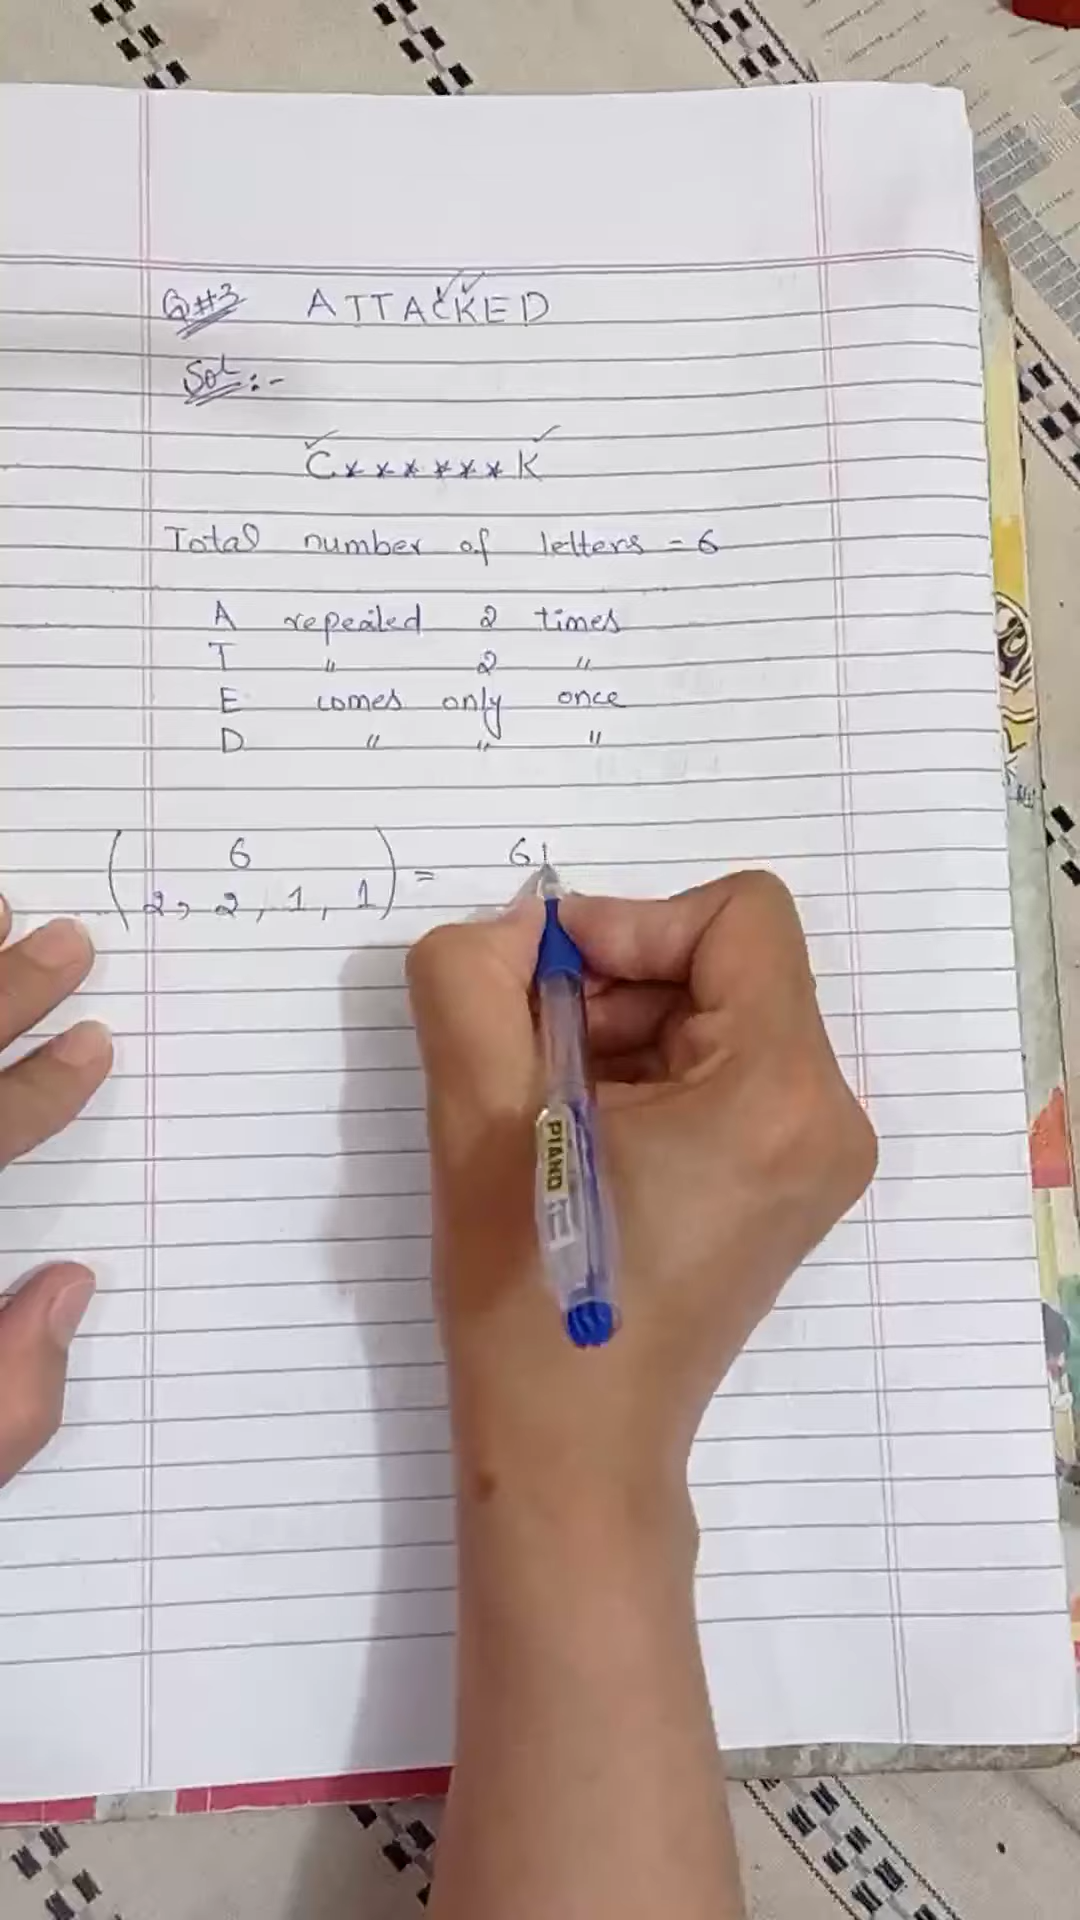 Q#3 ATTACKED
Sol:-
C******K
Total number of letters = 6
A repeated 2 times
T " 2 "
E comes only once
D " " "
( 6
2, 2, 1, 1 ) = 6!
PIANO